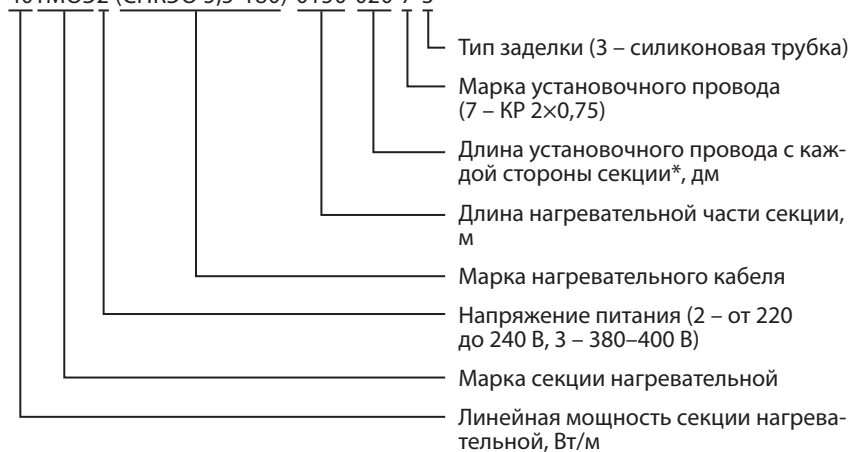 Тип заделки (3 – силиконовая трубка)
Марка установочного провода
(7 – КР 2×0,75)
Длина установочного провода с каж-
дой стороны секции*, дм
Длина нагревательной части секции,
м
Марка нагревательного кабеля
Напряжение питания (2 – от 220
до 240 В, 3 – 380–400 В)
Марка секции нагревательной
Линейная мощность секции нагрева-
тельной, Вт/м